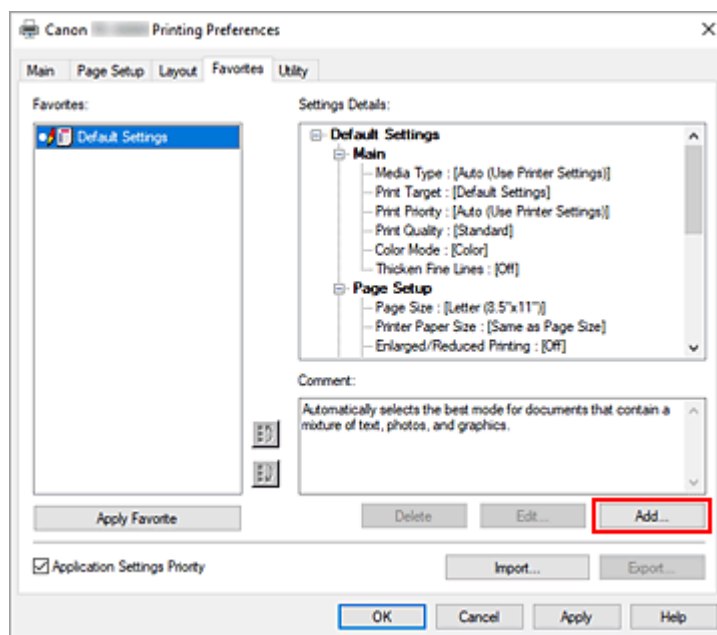 Canon Printing Preferences
Main Page Setup Layout Favorites Utility
Favorites:
Default Settings
Settings Details:
Default Settings
Main
Media Type : [Auto (Use Printer Settings)]
Print Target : [Default Settings]
Print Priority : [Auto (Use Printer Settings)]
Print Quality : [Standard]
Color Mode : [Color]
Thicken Fine Lines : [Off]
Page Setup
Page Size : [Letter (8.5"x11")]
Printer Paper Size : [Same as Page Size]
Enlarged/Reduced Printing : [Off]
Comment:
Automatically selects the best mode for documents that contain a
mixture of text, photos, and graphics.
Apply Favorite
Delete Edit... Add...
Application Settings Priority
Import... Export...
OK Cancel Apply Help